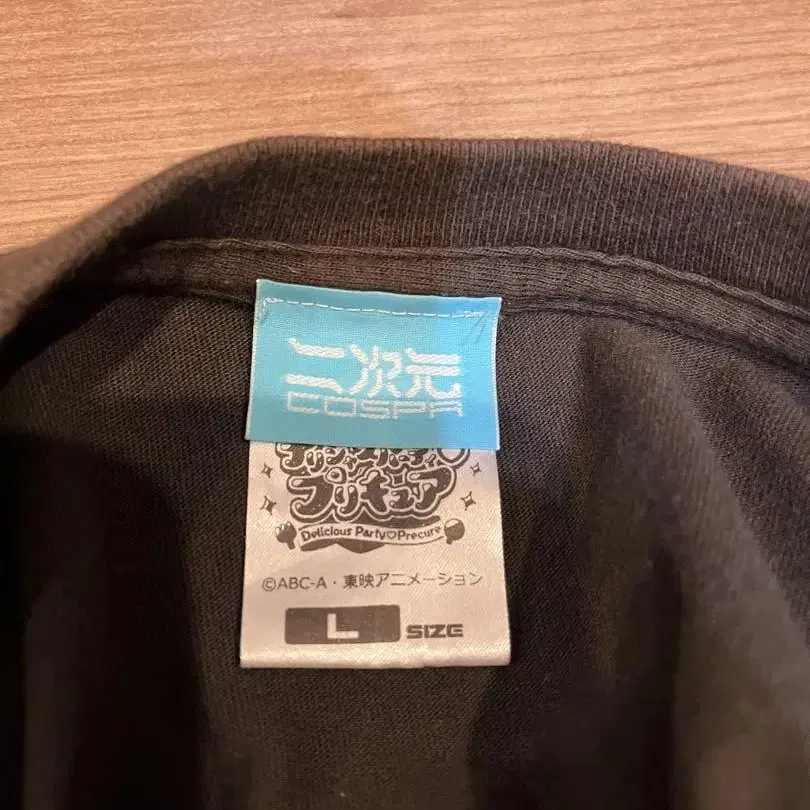 二次元
COSPA
デリシャスパーティ♡
プリキュア
Delicious Party♡Precure
©ABC-A・東映アニメーション
L SIZE